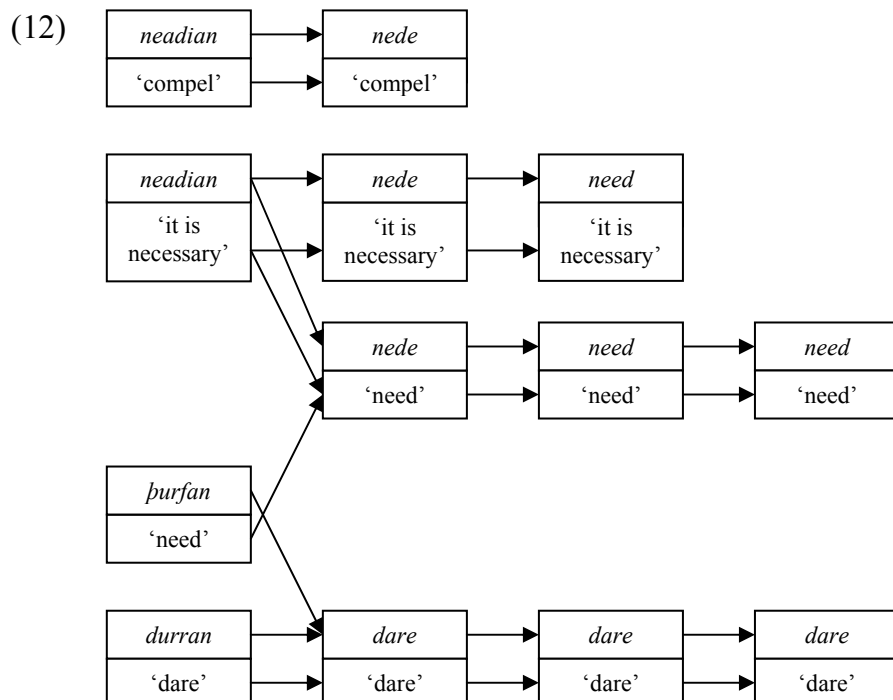 (12)
neadian nede
‘compel’ ‘compel’
neadian nede need
‘it is ‘it is ‘it is
necessary’ necessary’ necessary’
nede need need
‘need’ ‘need’ ‘need’
þurfan
‘need’
durran dare dare dare
‘dare’ ‘dare’ ‘dare’ ‘dare’